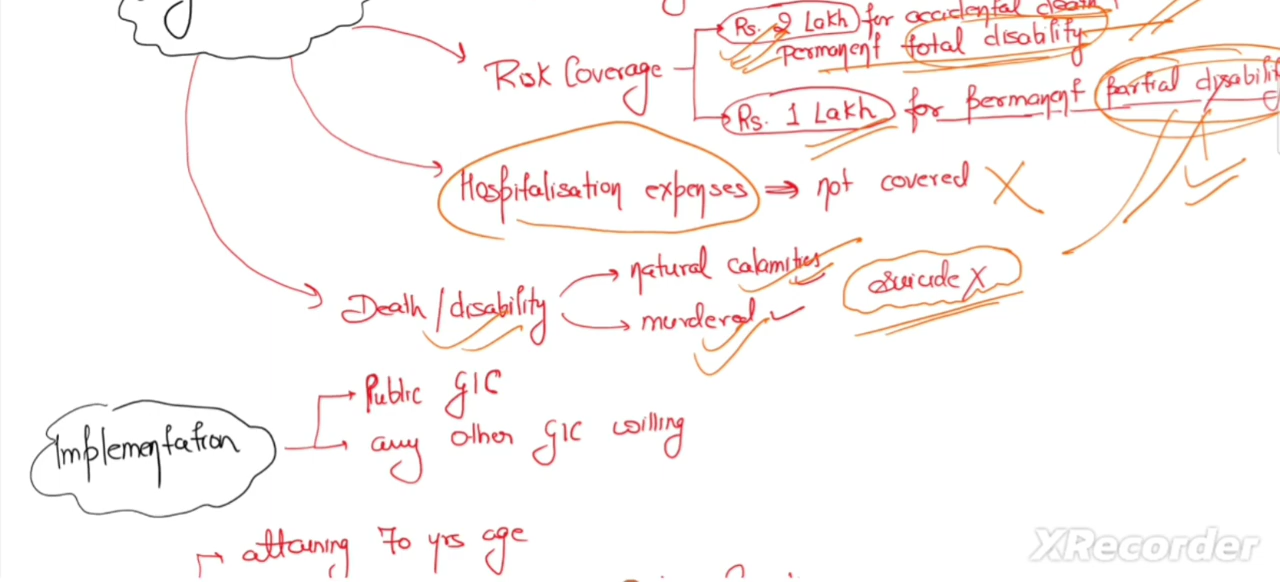 Rs. 2 Lakh for accidental death
permanent total disability
Risk Coverage
Rs. 1 Lakh for permanent partial disability
Hospitalisation expenses ⇒ not covered X
natural calamities
suicide X
Death / disability
murdered ✓
Public GIC
Implementation
any other GIC willing
attaining 70 yrs age
XRecorder